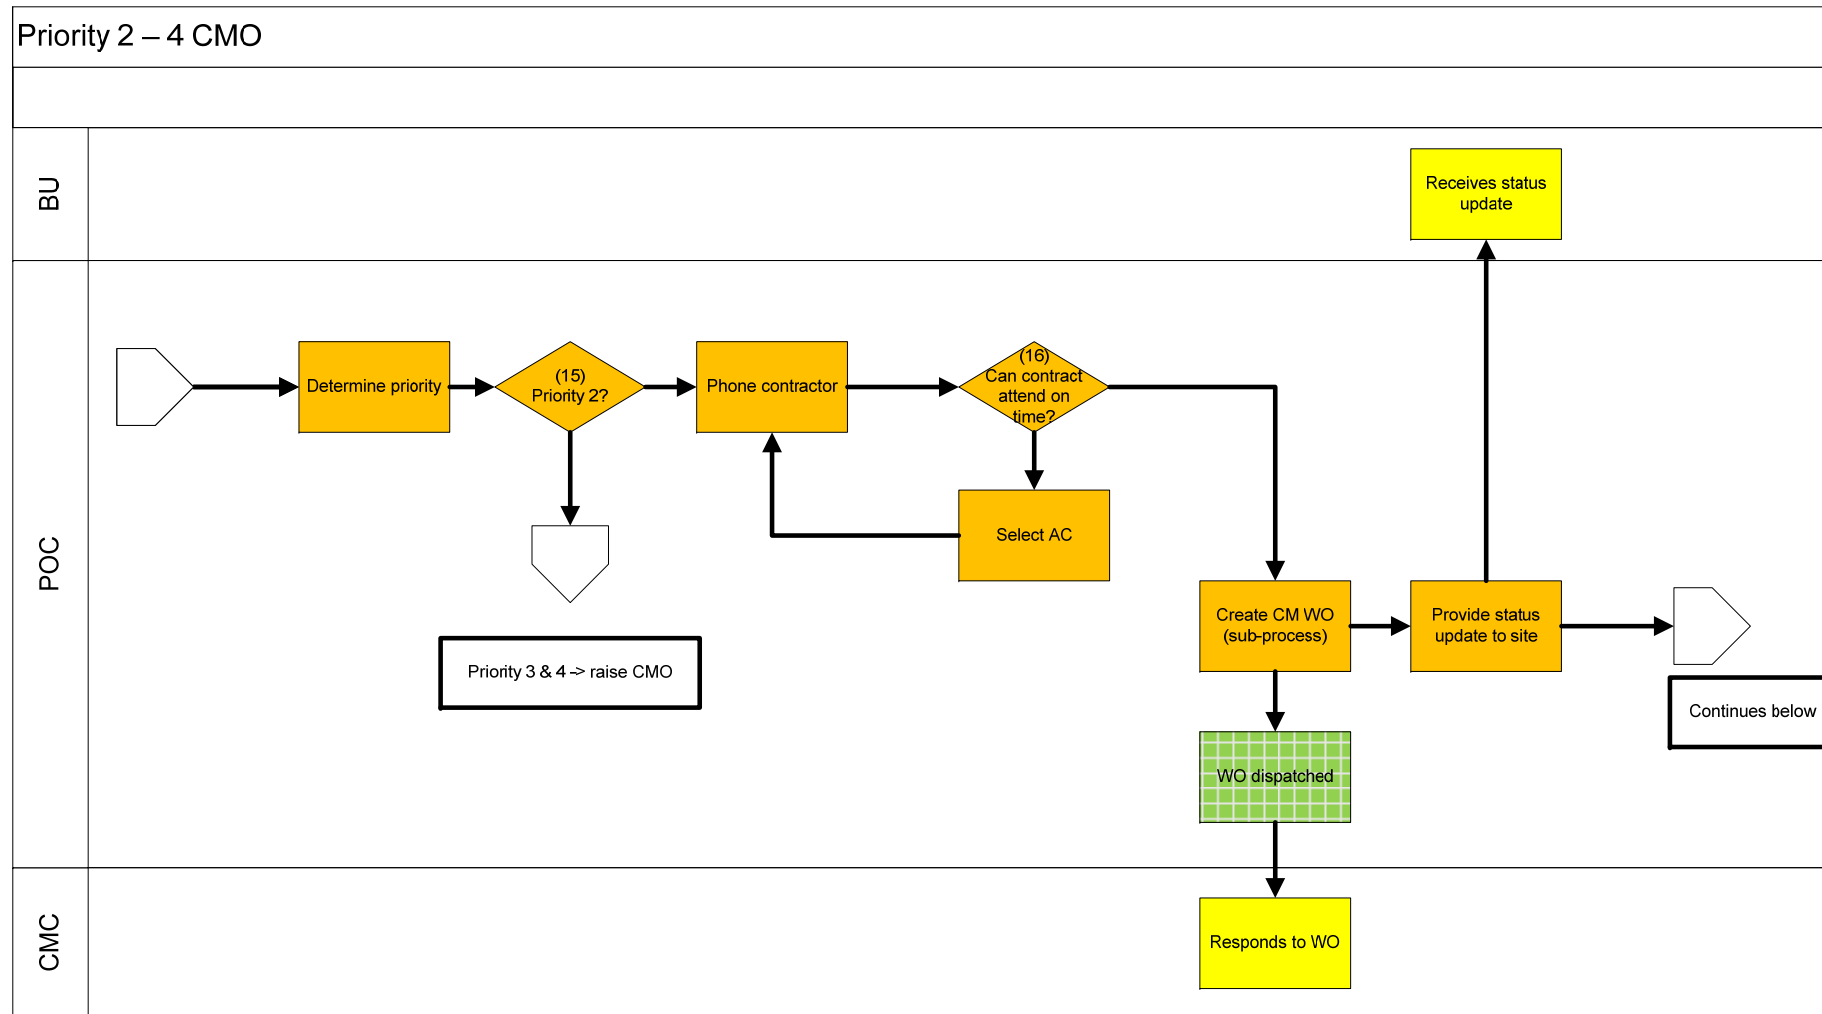 Priority 2 – 4 CMO
BU
Receives status
update
POC
Determine priority
(15)
Priority 2?
Phone contractor
(16)
Can contract
attend on
time?
Select AC
Priority 3 & 4 -> raise CMO
Create CM WO
(sub-process)
Provide status
update to site
Continues below
WO dispatched
CMC
Responds to WO